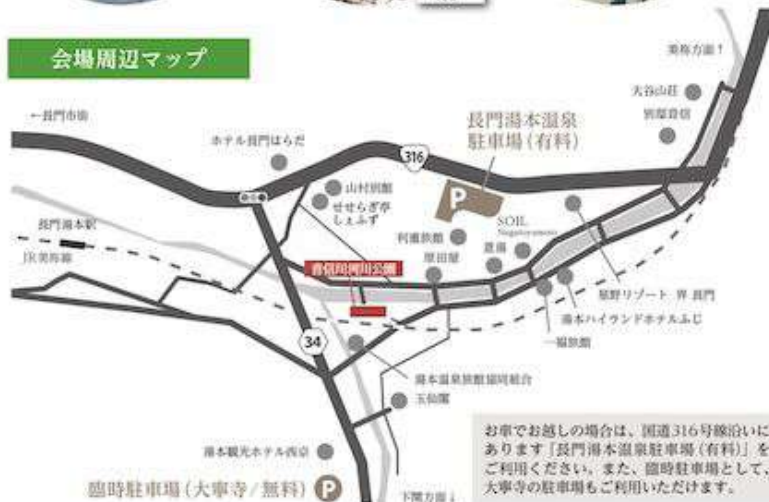 会場周辺マップ
美祢方面↑
←長門市街
大谷山荘
別邸音信
長門湯本温泉
駐車場(有料)
ホテル長門はらだ
316
P
山村別館
せせらぎ亭
しょふず
SOIL
Nagatoyumoto
長門湯本駅
JR美祢線
利重旅館
原田屋
恩湯
音信川河川公園
星野リゾート 界 長門
湯本ハイランドホテルふじ
一福旅館
34
湯本温泉旅館協同組合
玉仙閣
湯本観光ホテル西京
臨時駐車場(大寧寺/無料) P
下関方面↓
お車でお越しの場合は、国道316号線沿いに
あります「長門湯本温泉駐車場(有料)」を
ご利用ください。また、臨時駐車場として、
大寧寺の駐車場もご利用いただけます。